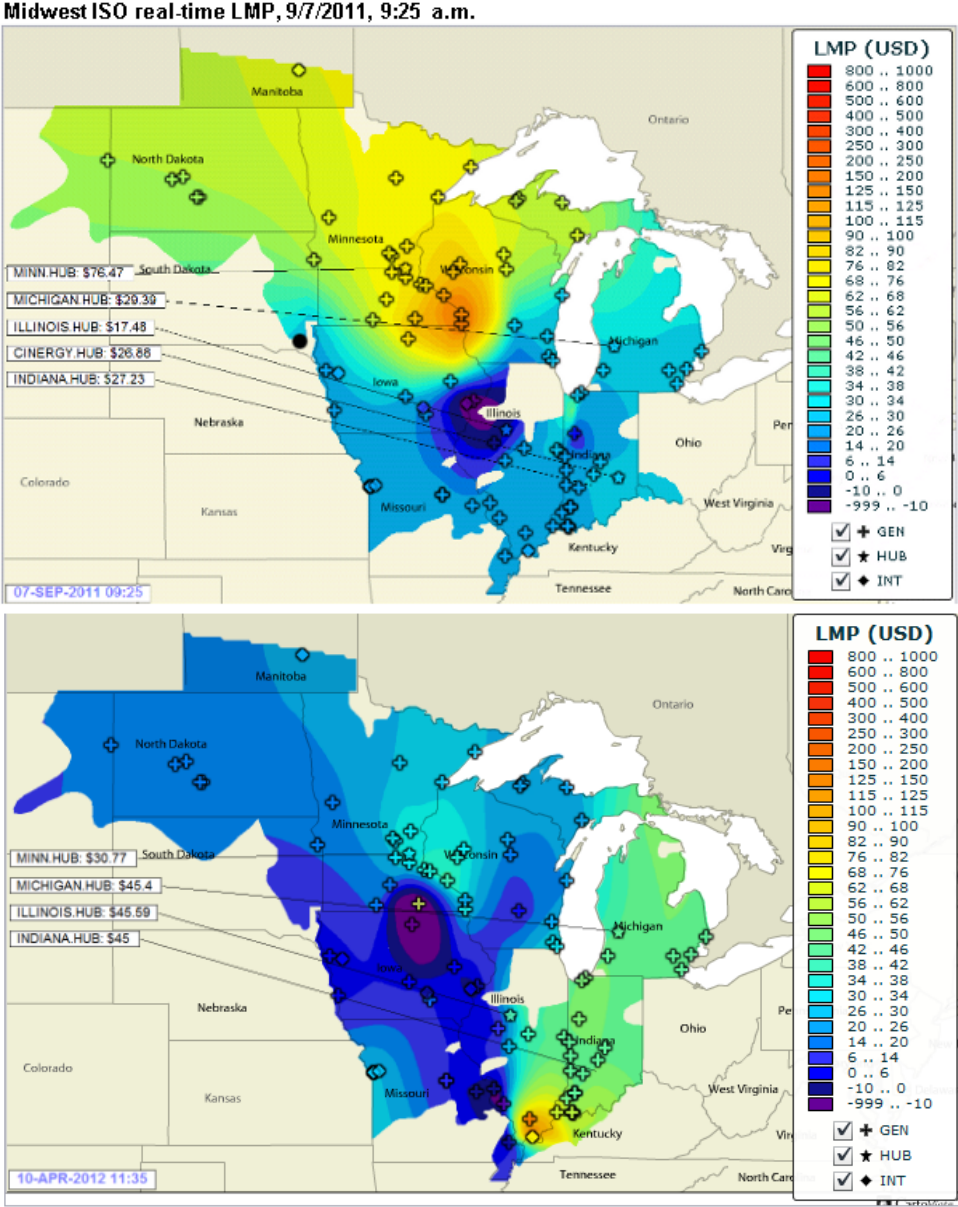 Midwest ISO real-time LMP, 9/7/2011, 9:25 a.m.
LMP (USD)
800 .. 1000
600 .. 800
500 .. 600
400 .. 500
300 .. 400
250 .. 300
200 .. 250
150 .. 200
125 .. 150
115 .. 125
100 .. 115
90 .. 100
82 .. 90
76 .. 82
68 .. 76
62 .. 68
56 .. 62
50 .. 56
46 .. 50
42 .. 46
38 .. 42
34 .. 38
30 .. 34
26 .. 30
20 .. 26
14 .. 20
6 .. 14
0 .. 6
-10 .. 0
-999 .. -10
GEN
HUB
INT
Manitoba
Ontario
North Dakota
Minnesota
South Dakota
Wisconsin
MINN.HUB: $76.47
MICHIGAN.HUB: $29.39
ILLINOIS.HUB: $17.48
CINERGY.HUB: $26.88
INDIANA.HUB: $27.23
Michigan
Iowa
Illinois
Nebraska
Ohio
Pen
Indiana
Colorado
Kansas
Missouri
West Virginia
Kentucky
Virg
Tennessee
North Caro
07-SEP-2011 09:25
LMP (USD)
800 .. 1000
600 .. 800
500 .. 600
400 .. 500
300 .. 400
250 .. 300
200 .. 250
150 .. 200
125 .. 150
115 .. 125
100 .. 115
90 .. 100
82 .. 90
76 .. 82
68 .. 76
62 .. 68
56 .. 62
50 .. 56
46 .. 50
42 .. 46
38 .. 42
34 .. 38
30 .. 34
26 .. 30
20 .. 26
14 .. 20
6 .. 14
0 .. 6
-10 .. 0
-999 .. -10
GEN
HUB
INT
Manitoba
Ontario
North Dakota
Minnesota
South Dakota
Wisconsin
MINN.HUB: $30.77
MICHIGAN.HUB: $45.4
ILLINOIS.HUB: $45.59
INDIANA.HUB: $45
Michigan
Iowa
Illinois
Nebraska
Ohio
Pe
Indiana
Colorado
Kansas
Missouri
West Virginia
Kentucky
Virg
Tennessee
North Caro
10-APR-2012 11:35